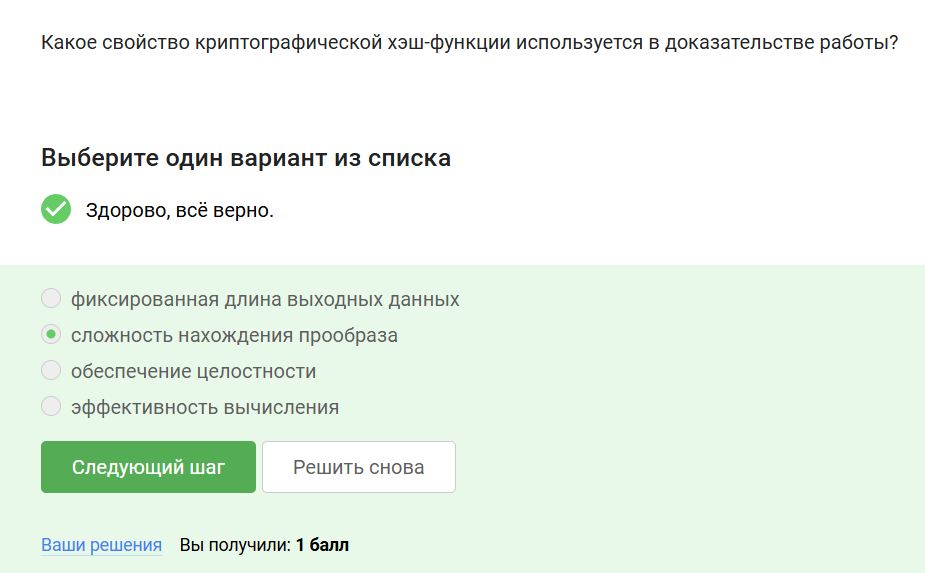 Какое свойство криптографической хэш-функции используется в доказательстве работы?
Выберите один вариант из списка
Здорово, всё верно.
фиксированная длина выходных данных
сложность нахождения прообраза
обеспечение целостности
эффективность вычисления
Следующий шаг
Решить снова
Ваши решения Вы получили: 1 балл